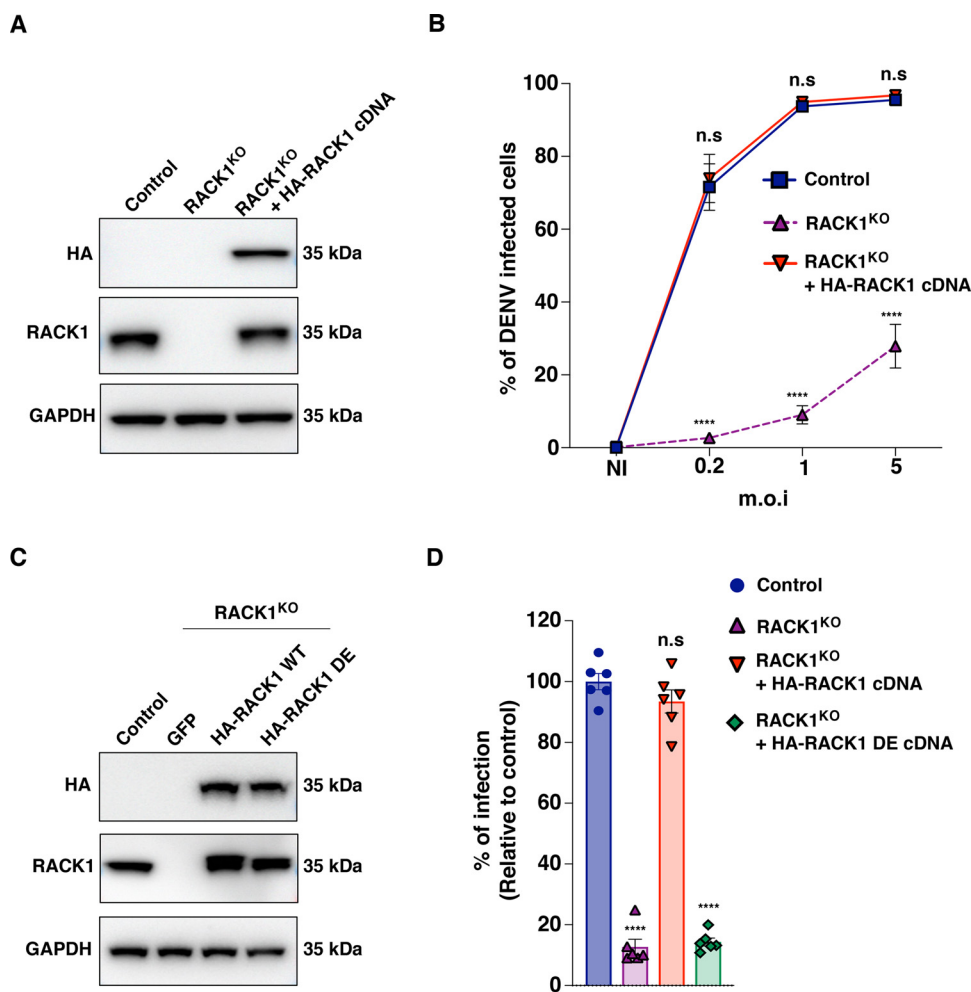 A
Control
RACK1KO
RACK1KO
+ HA-RACK1 cDNA
HA
35 kDa
RACK1
35 kDa
GAPDH
35 kDa
B
% of DENV infected cells
100
80
60
40
20
0
n.s
n.s
n.s
****
****
****
Control
RACK1KO
RACK1KO
+ HA-RACK1 cDNA
NI
0.2
1
5
m.o.i
C
RACK1KO
Control
GFP
HA-RACK1 WT
HA-RACK1 DE
HA
35 kDa
RACK1
35 kDa
GAPDH
35 kDa
D
% of infection
(Relative to control)
120
100
80
60
40
20
0
****
n.s
****
Control
RACK1KO
RACK1KO
+ HA-RACK1 cDNA
RACK1KO
+ HA-RACK1 DE cDNA